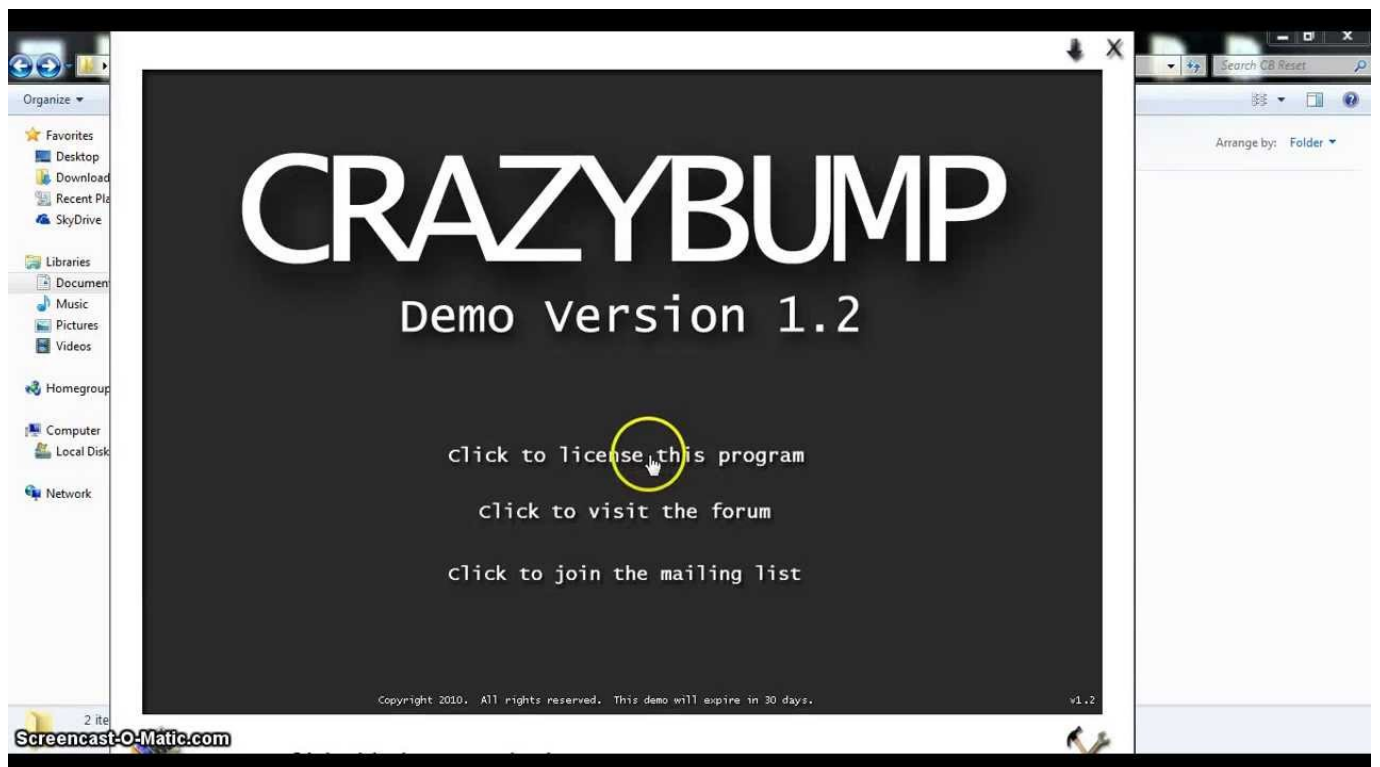 Search CB Reset
Organize
Favorites
Desktop
Download
Recent Pla
SkyDrive
Libraries
Documen
Music
Pictures
Videos
Homegroup
Computer
Local Disk
Network
Arrange by: Folder
CRAZYBUMP
Demo Version 1.2
Click to license this program
Click to visit the forum
Click to join the mailing list
Copyright 2010. All rights reserved. This demo will expire in 30 days.
v1.2
2 ite
Screencast-O-Matic.com